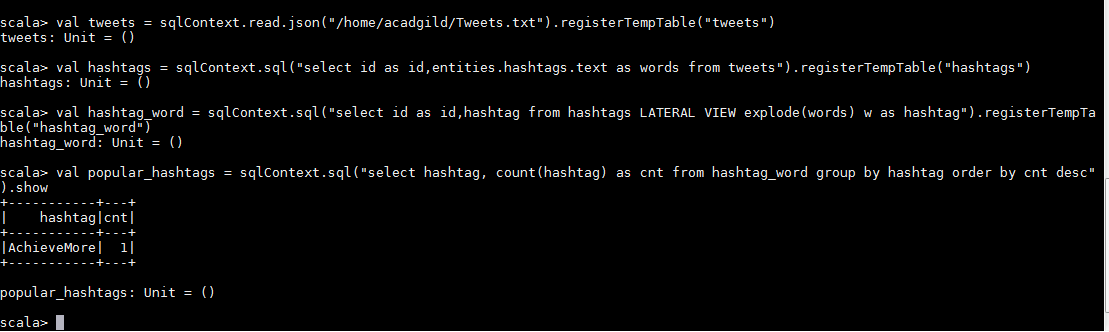 scala> val tweets = sqlContext.read.json("/home/acadgild/Tweets.txt").registerTempTable("tweets")
tweets: Unit = ()
scala> val hashtags = sqlContext.sql("select id as id,entities.hashtags.text as words from tweets").registerTempTable("hashtags")
hashtags: Unit = ()
scala> val hashtag_word = sqlContext.sql("select id as id,hashtag from hashtags LATERAL VIEW explode(words) w as hashtag").registerTempTa
ble("hashtag_word")
hashtag_word: Unit = ()
scala> val popular_hashtags = sqlContext.sql("select hashtag, count(hashtag) as cnt from hashtag_word group by hashtag order by cnt desc"
).show
+-----------+---+
|    hashtag|cnt|
+-----------+---+
|AchieveMore|  1|
+-----------+---+
popular_hashtags: Unit = ()
scala>